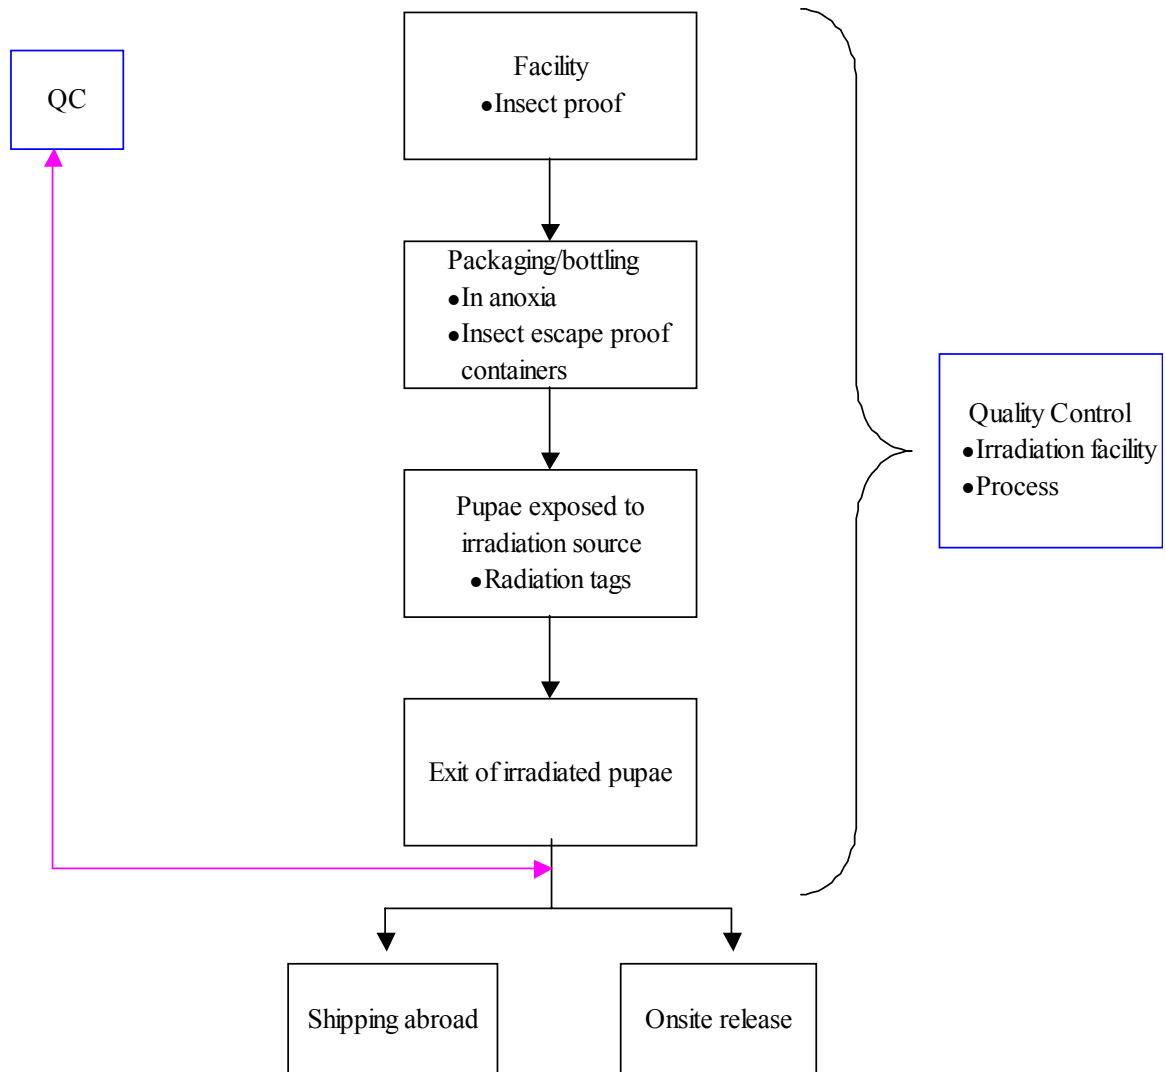 QC
Facility
•Insect proof
Packaging/bottling
•In anoxia
•Insect escape proof
containers
Pupae exposed to
irradiation source
•Radiation tags
Exit of irradiated pupae
Quality Control
•Irradiation facility
•Process
Shipping abroad
Onsite release